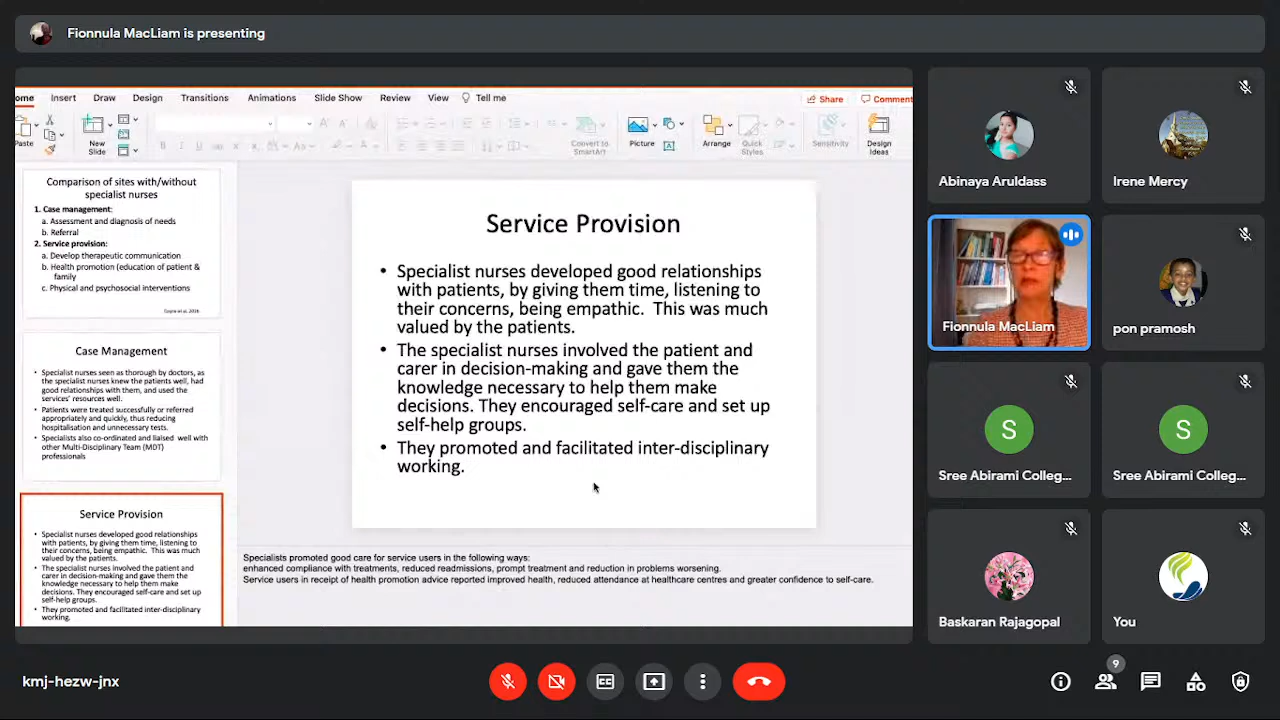 Fionnula MacLiam is presenting
ome Insert Draw Design Transitions Animations Slide Show Review View Tell me Share Comment
Paste New Slide Convert to SmartArt Picture Arrange Quick Styles Sensitivity Design Ideas
Comparison of sites with/without
specialist nurses
1. Case management:
a. Assessment and diagnosis of needs
b. Referral
2. Service provision:
a. Develop therapeutic communication
b. Health promotion (education of patient &
family
c. Physical and psychosocial interventions
Case Management
• Specialist nurses seen as thorough by doctors, as
the specialist nurses knew the patients well, had
good relationships with them, and used the
services' resources well.
• Patients were treated successfully or referred
appropriately and quickly, thus reducing
hospitalisation and unnecessary tests.
• Specialists also co-ordinated and liaised well with
other Multi-Disciplinary Team (MDT)
professionals
Service Provision
• Specialist nurses developed good relationships
with patients, by giving them time, listening to
their concerns, being empathic. This was much
valued by the patients.
• The specialist nurses involved the patient and
carer in decision-making and gave them the
knowledge necessary to help them make
decisions. They encouraged self-care and set up
self-help groups.
• They promoted and facilitated inter-disciplinary
working.
Service Provision
• Specialist nurses developed good relationships
with patients, by giving them time, listening to
their concerns, being empathic. This was much
valued by the patients.
• The specialist nurses involved the patient and
carer in decision-making and gave them the
knowledge necessary to help them make
decisions. They encouraged self-care and set up
self-help groups.
• They promoted and facilitated inter-disciplinary
working.
Specialists promoted good care for service users in the following ways:
enhanced compliance with treatments, reduced readmissions, prompt treatment and reduction in problems worsening.
Service users in receipt of health promotion advice reported improved health, reduced attendance at healthcare centres and greater confidence to self-care.
Abinaya Aruldass
Irene Mercy
Fionnula MacLiam
pon pramosh
S
Sree Abirami Colleg...
S
Sree Abirami Colleg...
Baskaran Rajagopal
You
kmj-hezw-jnx
CC
9